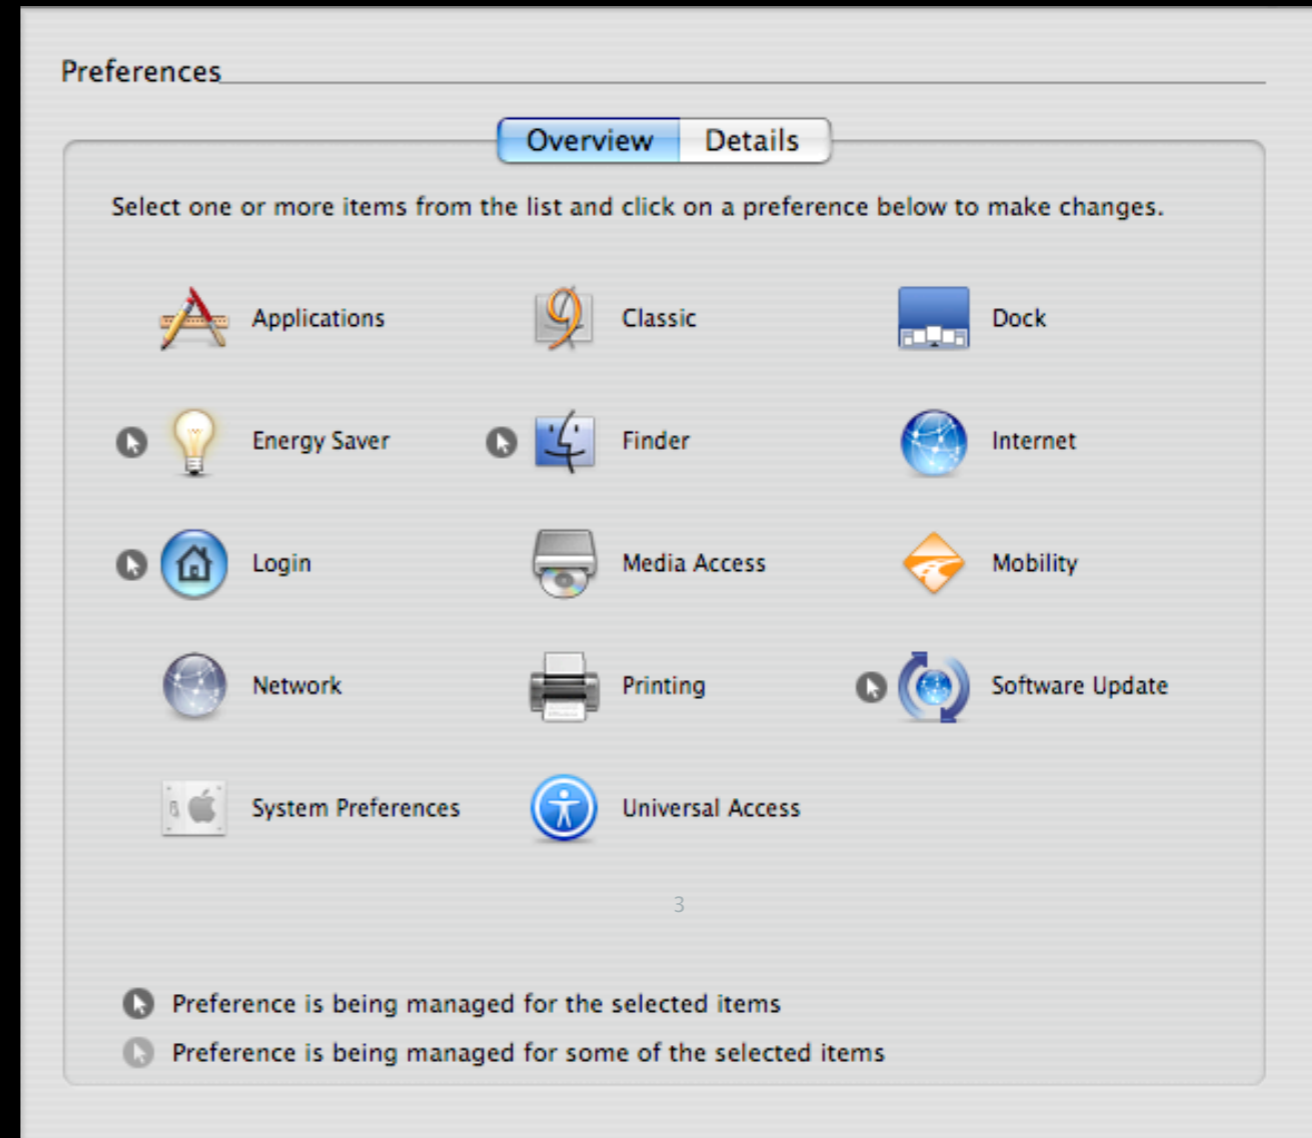 Preferences
Overview Details
Select one or more items from the list and click on a preference below to make changes.
Applications Classic Dock
Energy Saver Finder Internet
Login Media Access Mobility
Network Printing Software Update
System Preferences Universal Access
3
Preference is being managed for the selected items
Preference is being managed for some of the selected items